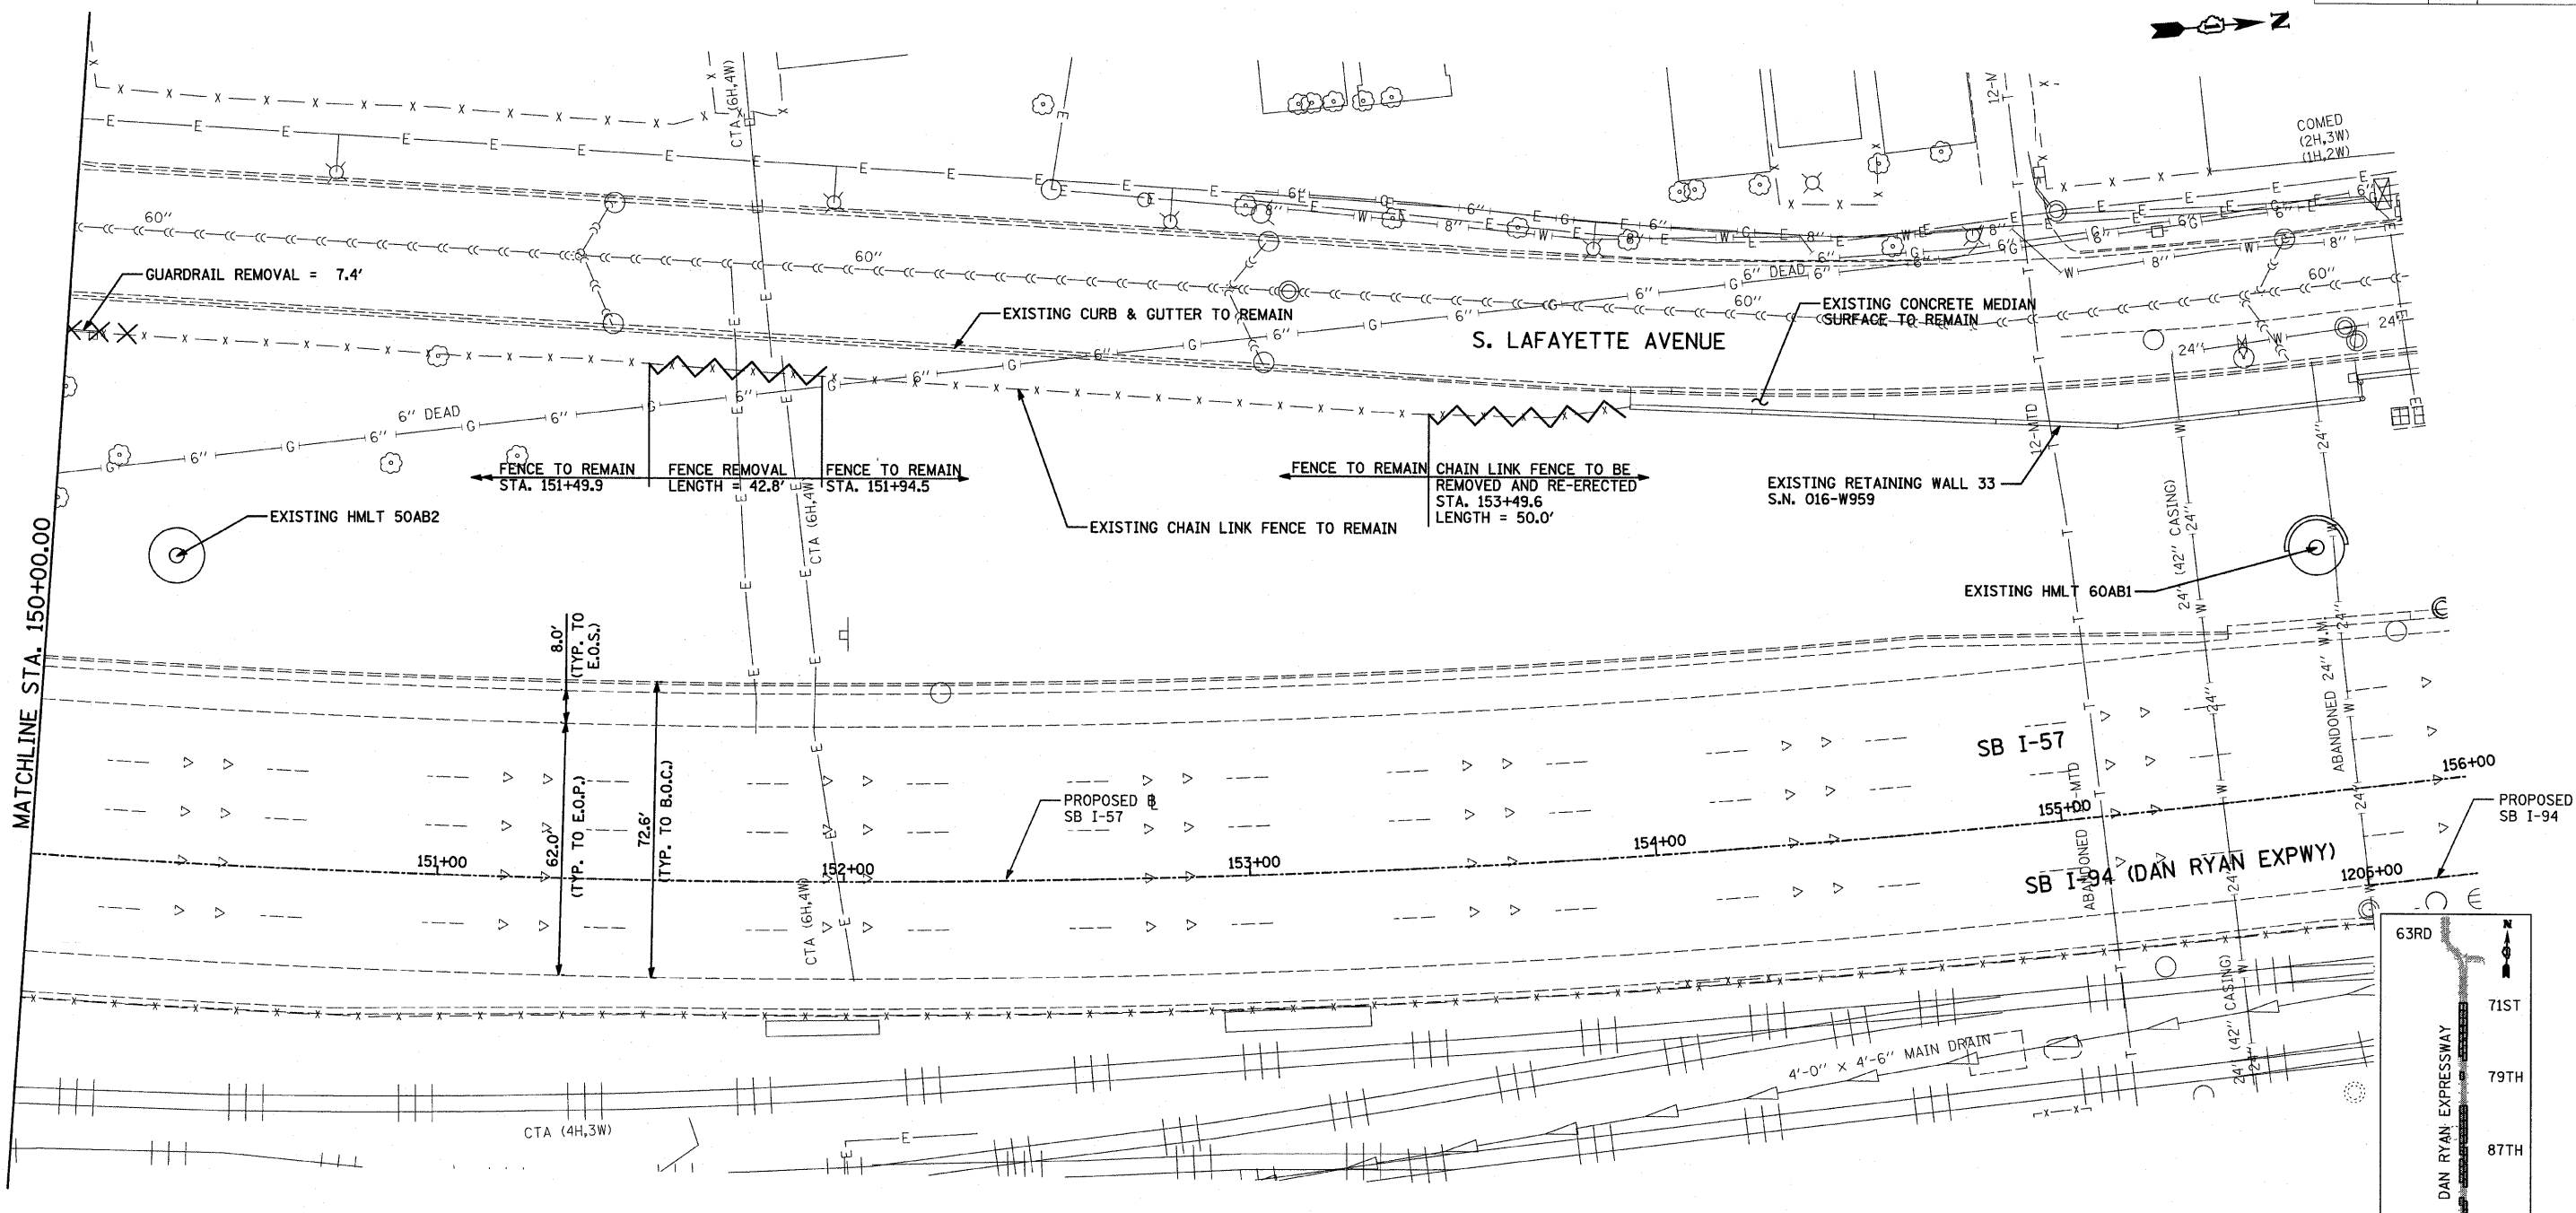 N
COMED
(2H,3W)
(1H,2W)
CTA (6H,4W)
12-M
60"
60"
60"
60"
GUARDRAIL REMOVAL = 7.4'
EXISTING CURB & GUTTER TO REMAIN
6" DEAD
EXISTING CONCRETE MEDIAN
SURFACE TO REMAIN
S. LAFAYETTE AVENUE
6" DEAD
FENCE TO REMAIN
STA. 151+49.9
FENCE REMOVAL
LENGTH = 42.8'
FENCE TO REMAIN
STA. 151+94.5
FENCE TO REMAIN
CHAIN LINK FENCE TO BE
REMOVED AND RE-ERECTED
STA. 153+49.6
LENGTH = 50.0'
EXISTING RETAINING WALL 33
S.N. 016-W959
12-MTD
EXISTING HMLT 50AB2
EXISTING CHAIN LINK FENCE TO REMAIN
CTA (6H,4W)
24" (42" CASING)
EXISTING HMLT 60AB1
MATCHLINE STA. 150+00.00
8.0'
(TYP. TO
E.O.S.)
62.0'
(TYP. TO E.O.P.)
72.6'
(TYP. TO B.O.C.)
ABANDONED 24" W.M.
SB I-57
PROPOSED ℄
SB I-57
151+00
152+00
153+00
154+00
155+00
156+00
PROPOSED
SB I-94
SB I-94 (DAN RYAN EXPWY)
1206+00
ABANDONED 12-MTD
CTA (6H,4W)
24" (42" CASING)
4'-0" X 4'-6" MAIN DRAIN
CTA (4H,3W)
63RD
N
71ST
79TH
87TH
DAN RYAN EXPRESSWAY